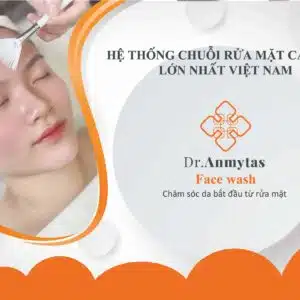 HỆ THỐNG CHUỖI RỬA MẶT
LỚN NHẤT VIỆT NAM
Dr.Anmytas
Face wash
Chăm sóc da bắt đầu từ rửa mặt